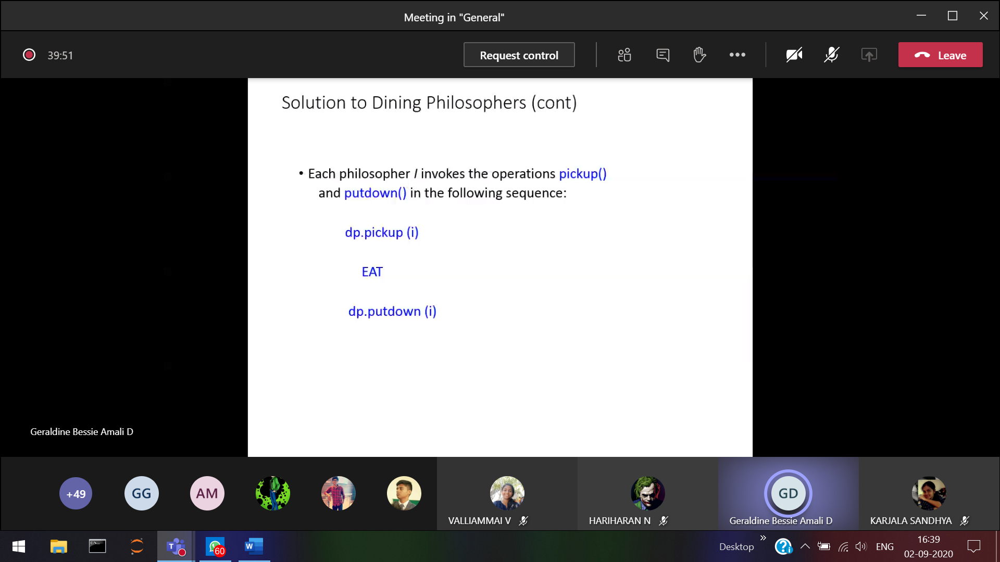 Meeting in "General"
39:51
Request control
Leave
Solution to Dining Philosophers (cont)
• Each philosopher I invokes the operations pickup()
and putdown() in the following sequence:
dp.pickup (i)
EAT
dp.putdown (i)
Geraldine Bessie Amali D
+49
GG
AM
GD
VALLIAMMAI V
HARIHARAN N
Geraldine Bessie Amali D
KARJALA SANDHYA
60
Desktop
ENG
16:39
02-09-2020